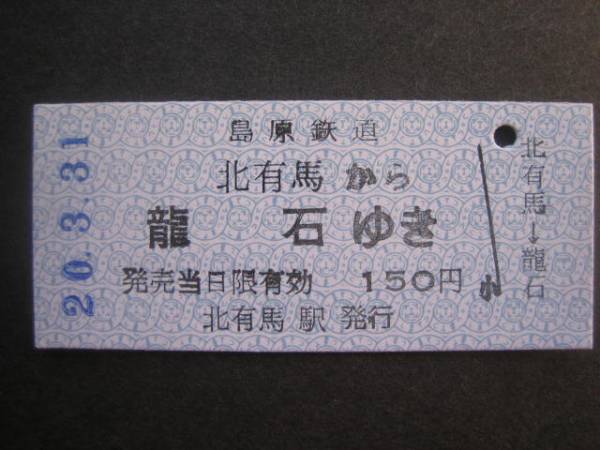 20.3.31
島原鉄道
北有馬から
龍石ゆき
発売当日限有効 150円
北有馬駅発行
小
北有馬→龍石